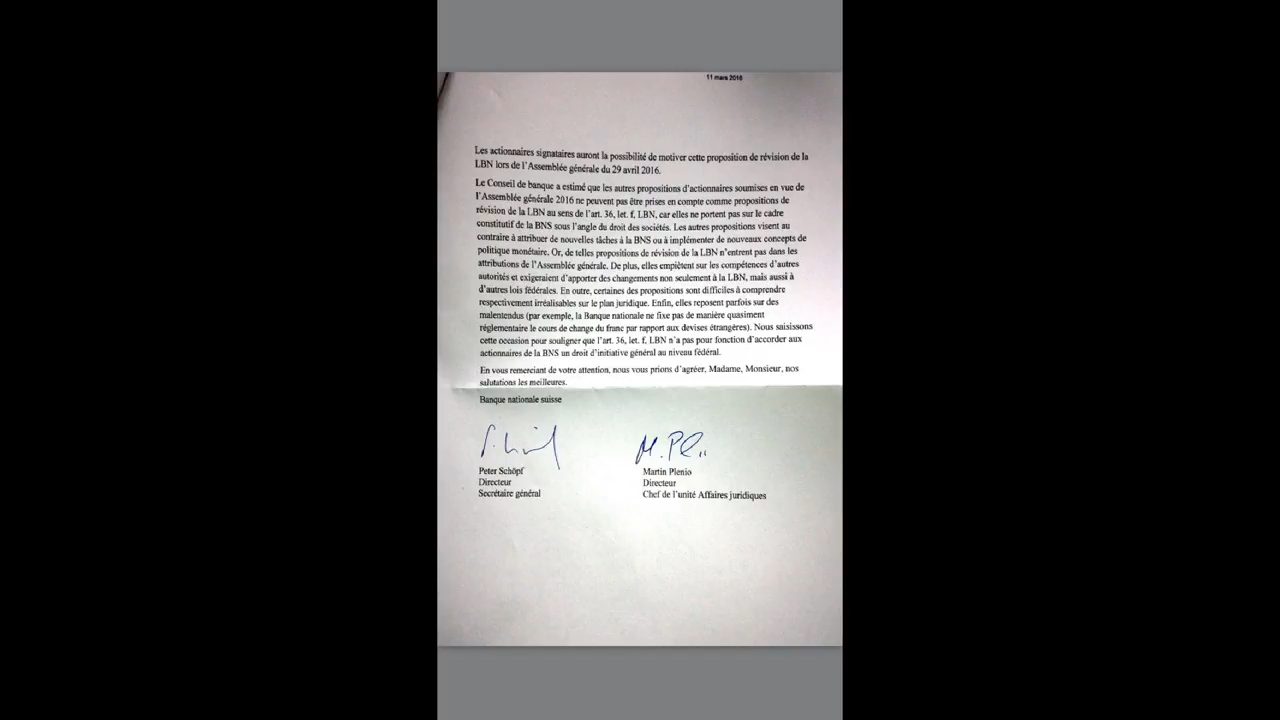 11 mars 2016
Les actionnaires signataires auront la possibilité de motiver cette proposition de révision de la
LBN lors de l'Assemblée générale du 29 avril 2016.
Le Conseil de banque a estimé que les autres propositions d'actionnaires soumises en vue de
l'Assemblée générale 2016 ne peuvent pas être prises en compte comme propositions de
révision de la LBN au sens de l'art. 36, let. f, LBN, car elles ne portent pas sur le cadre
constitutif de la BNS sous l'angle du droit des sociétés. Les autres propositions visent au
contraire à attribuer de nouvelles tâches à la BNS ou à implémenter de nouveaux concepts de
politique monétaire. Or, de telles propositions de révision de la LBN n'entrent pas dans les
attributions de l'Assemblée générale. De plus, elles empiètent sur les compétences d'autres
autorités et exigeraient d'apporter des changements non seulement à la LBN, mais aussi à
d'autres lois fédérales. En outre, certaines des propositions sont difficiles à comprendre
respectivement irréalisables sur le plan juridique. Enfin, elles reposent parfois sur des
malentendus (par exemple, la Banque nationale ne fixe pas de manière quasiment
réglementaire le cours de change du franc par rapport aux devises étrangères). Nous saisissons
cette occasion pour souligner que l'art. 36, let. f, LBN n'a pas pour fonction d'accorder aux
actionnaires de la BNS un droit d'initiative général au niveau fédéral.
En vous remerciant de votre attention, nous vous prions d'agréer, Madame, Monsieur, nos
salutations les meilleures.
Banque nationale suisse
Peter Schöpf
Directeur
Secrétaire général
Martin Plenio
Directeur
Chef de l'unité Affaires juridiques